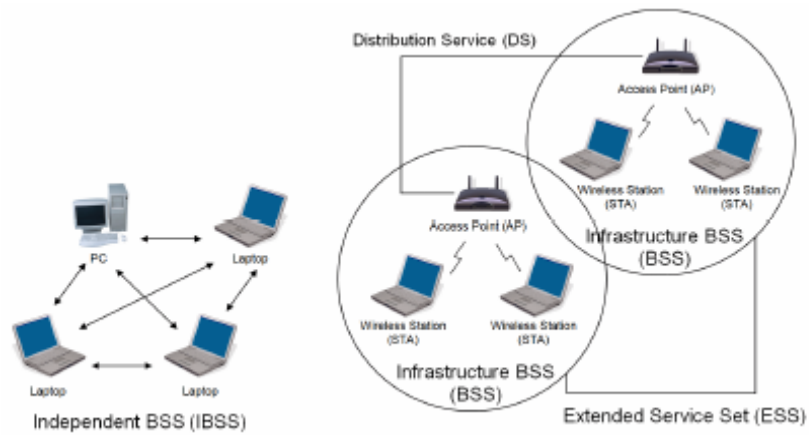 Distribution Service (DS)
Access Point (AP)
Wireless Station
(STA)
Wireless Station
(STA)
Infrastructure BSS
(BSS)
Access Point (AP)
Wireless Station
(STA)
Wireless Station
(STA)
Infrastructure BSS
(BSS)
Extended Service Set (ESS)
PC
Laptop
Laptop
Laptop
Independent BSS (IBSS)